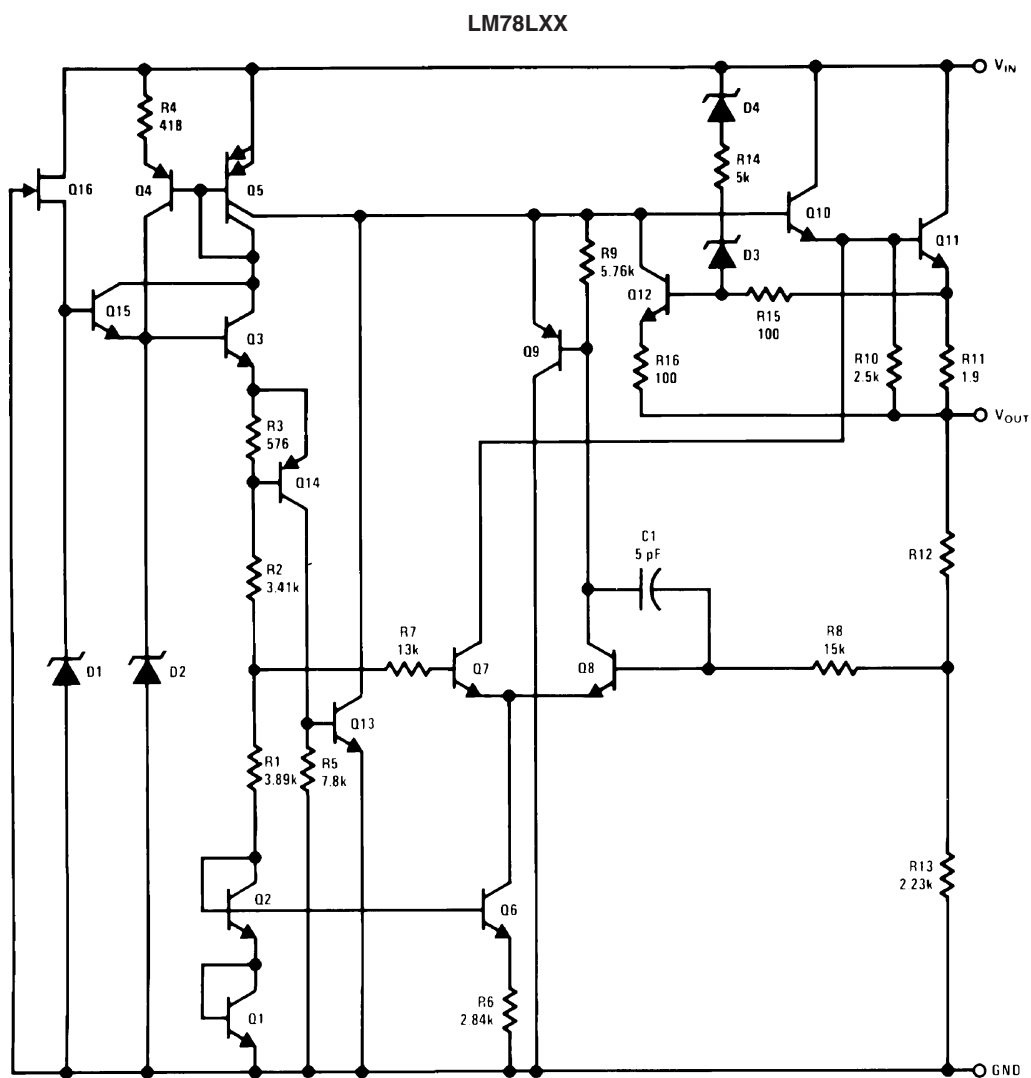 LM78LXX
V_IN
R4
418
D4
R14
5k
Q16
Q4
Q5
Q10
Q11
R9
5.76k
D3
Q12
Q15
Q3
R15
100
Q9
R16
100
R10
2.5k
R11
1.9
V_OUT
R3
576
Q14
C1
5 pF
R12
R2
3.41k
R7
13k
R8
15k
D1
D2
Q7
Q8
Q13
R1
3.89k
R5
7.8k
R13
2.23k
Q2
Q6
R6
2.84k
Q1
GND